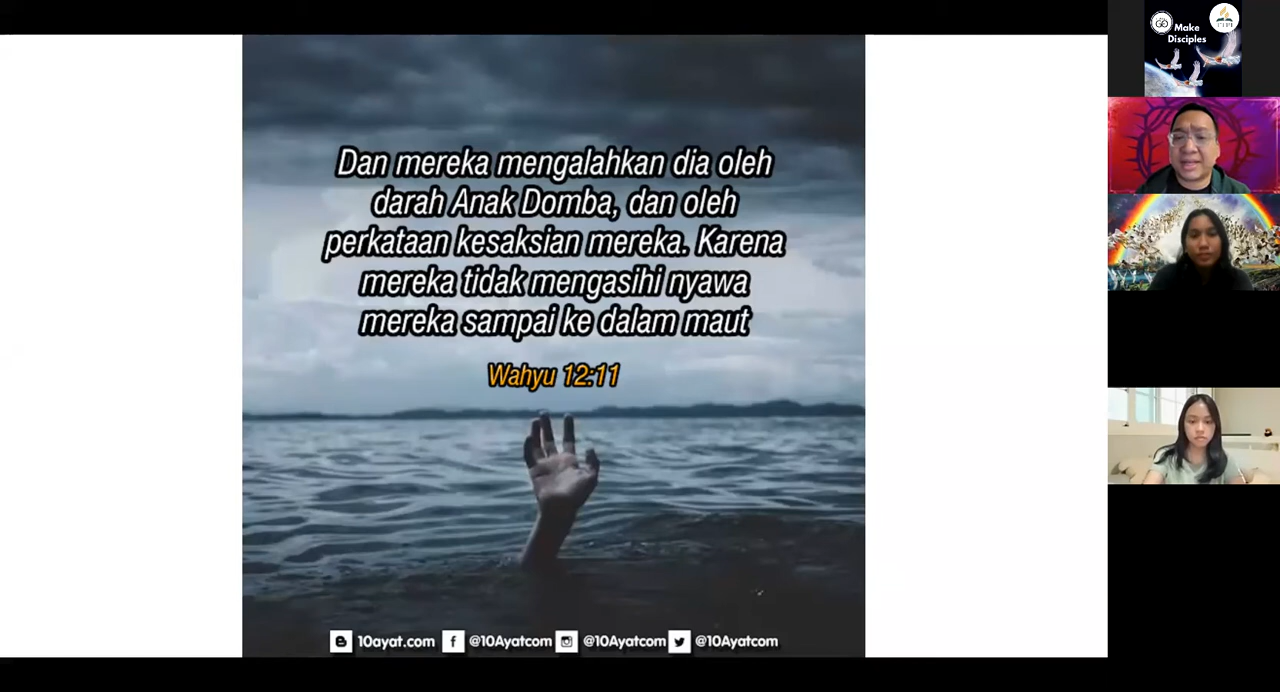 Dan mereka mengalahkan dia oleh
darah Anak Domba, dan oleh
perkataan kesaksian mereka. Karena
mereka tidak mengasihi nyawa
mereka sampai ke dalam maut
Wahyu 12:11
10ayat.com @10Ayatcom @10Ayatcom @10Ayatcom
Make
Disciples